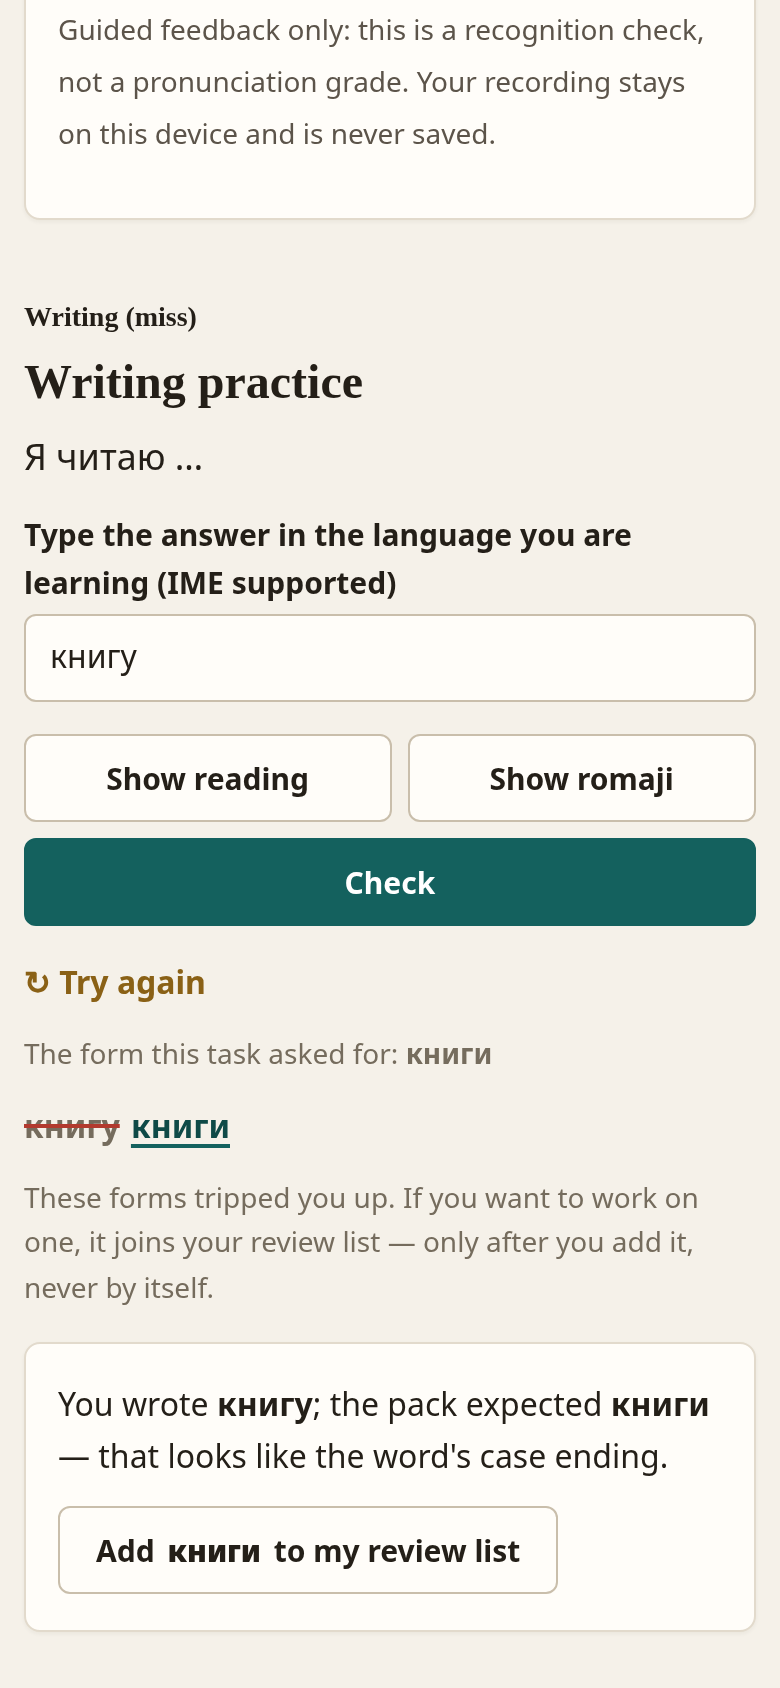 Guided feedback only: this is a recognition check,
not a pronunciation grade. Your recording stays
on this device and is never saved.
Writing (miss)
Writing practice
Я читаю ...
Type the answer in the language you are
learning (IME supported)
книгу
Show reading
Show romaji
Check
↻ Try again
The form this task asked for: книги
книгу книги
These forms tripped you up. If you want to work on
one, it joins your review list — only after you add it,
never by itself.
You wrote книгу; the pack expected книги
— that looks like the word's case ending.
Add книги to my review list